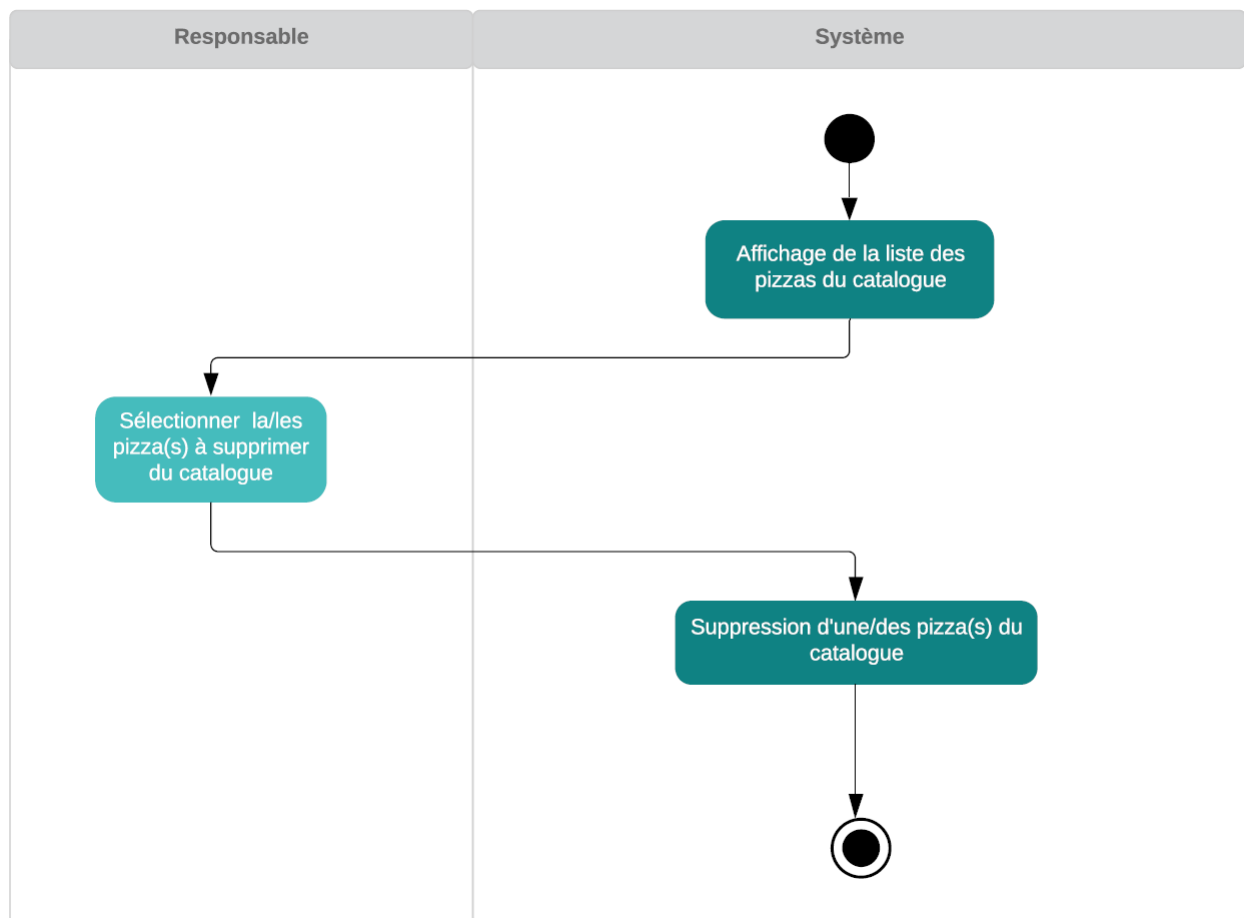 Responsable
Système
Affichage de la liste des
pizzas du catalogue
Sélectionner  la/les
pizza(s) à supprimer
du catalogue
Suppression d'une/des pizza(s) du
catalogue